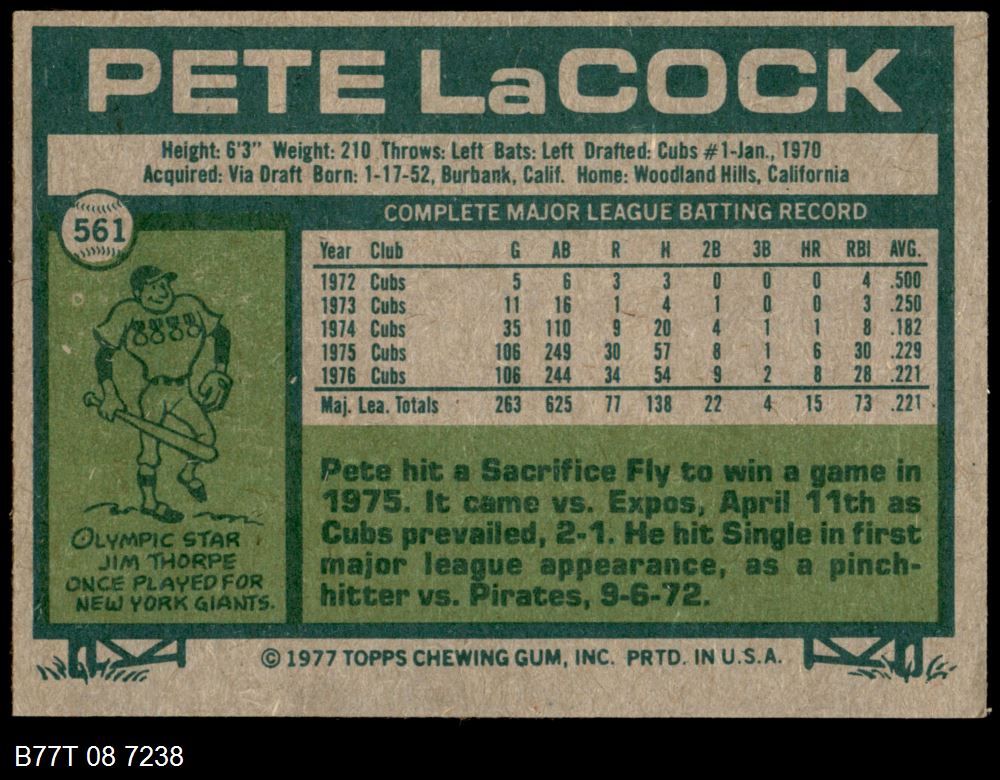 PETE LaCOCK
Height: 6'3" Weight: 210 Throws: Left Bats: Left Drafted: Cubs #1-Jan., 1970
Acquired: Via Draft Born: 1-17-52, Burbank, Calif. Home: Woodland Hills, California
561
COMPLETE MAJOR LEAGUE BATTING RECORD
Year Club G AB R H 2B 3B HR RBI AVG.
1972 Cubs 5 6 3 3 0 0 0 4 .500
1973 Cubs 11 16 1 4 1 0 0 3 .250
1974 Cubs 35 110 9 20 4 1 1 8 .182
1975 Cubs 106 249 30 57 8 1 6 30 .229
1976 Cubs 106 244 34 54 9 2 8 28 .221
Maj. Lea. Totals 263 625 77 138 22 4 15 73 .221
OLYMPIC STAR
JIM THORPE
ONCE PLAYED FOR
NEW YORK GIANTS.
Pete hit a Sacrifice Fly to win a game in
1975. It came vs. Expos, April 11th as
Cubs prevailed, 2-1. He hit Single in first
major league appearance, as a pinch-
hitter vs. Pirates, 9-6-72.
© 1977 TOPPS CHEWING GUM, INC. PRTD. IN U.S.A.
B77T 08 7238